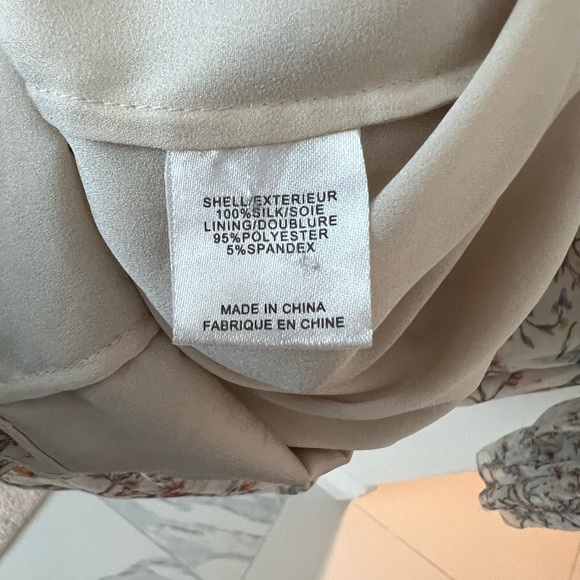 SHELL/EXTERIEUR
100%SILK/SOIE
LINING/DOUBLURE
95%POLYESTER
5%SPANDEX
MADE IN CHINA
FABRIQUE EN CHINE